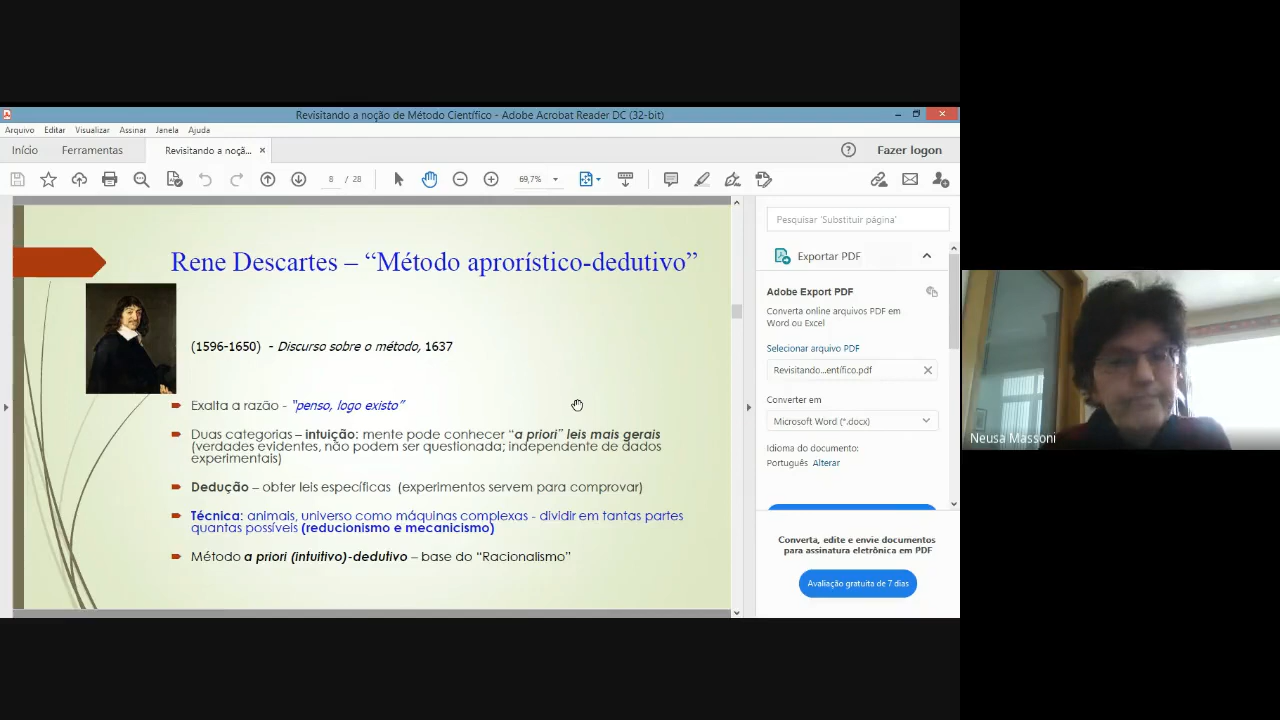 Revisitando a noção de Método Científico - Adobe Acrobat Reader DC (32-bit)
Arquivo Editar Visualizar Assinar Janela Ajuda
Início Ferramentas Revisitando a noçã... Fazer logon
8 / 28 69,7%
Rene Descartes – “Método aprorístico-dedutivo”
(1596-1650) - Discurso sobre o método, 1637
Exalta a razão - “penso, logo existo”
Duas categorias – intuição: mente pode conhecer “a priori” leis mais gerais
(verdades evidentes, não podem ser questionada; independente de dados
experimentais)
Dedução – obter leis específicas (experimentos servem para comprovar)
Técnica: animais, universo como máquinas complexas - dividir em tantas partes
quantas possíveis (reducionismo e mecanicismo)
Método a priori (intuitivo)-dedutivo – base do “Racionalismo”
Pesquisar 'Substituir página'
Exportar PDF
Adobe Export PDF
Converta online arquivos PDF em
Word ou Excel
Selecionar arquivo PDF
Revisitando...entífico.pdf
Converter em
Microsoft Word (*.docx)
Idioma do documento:
Português Alterar
Converta, edite e envie documentos
para assinatura eletrônica em PDF
Avaliação gratuita de 7 dias
Neusa Massoni